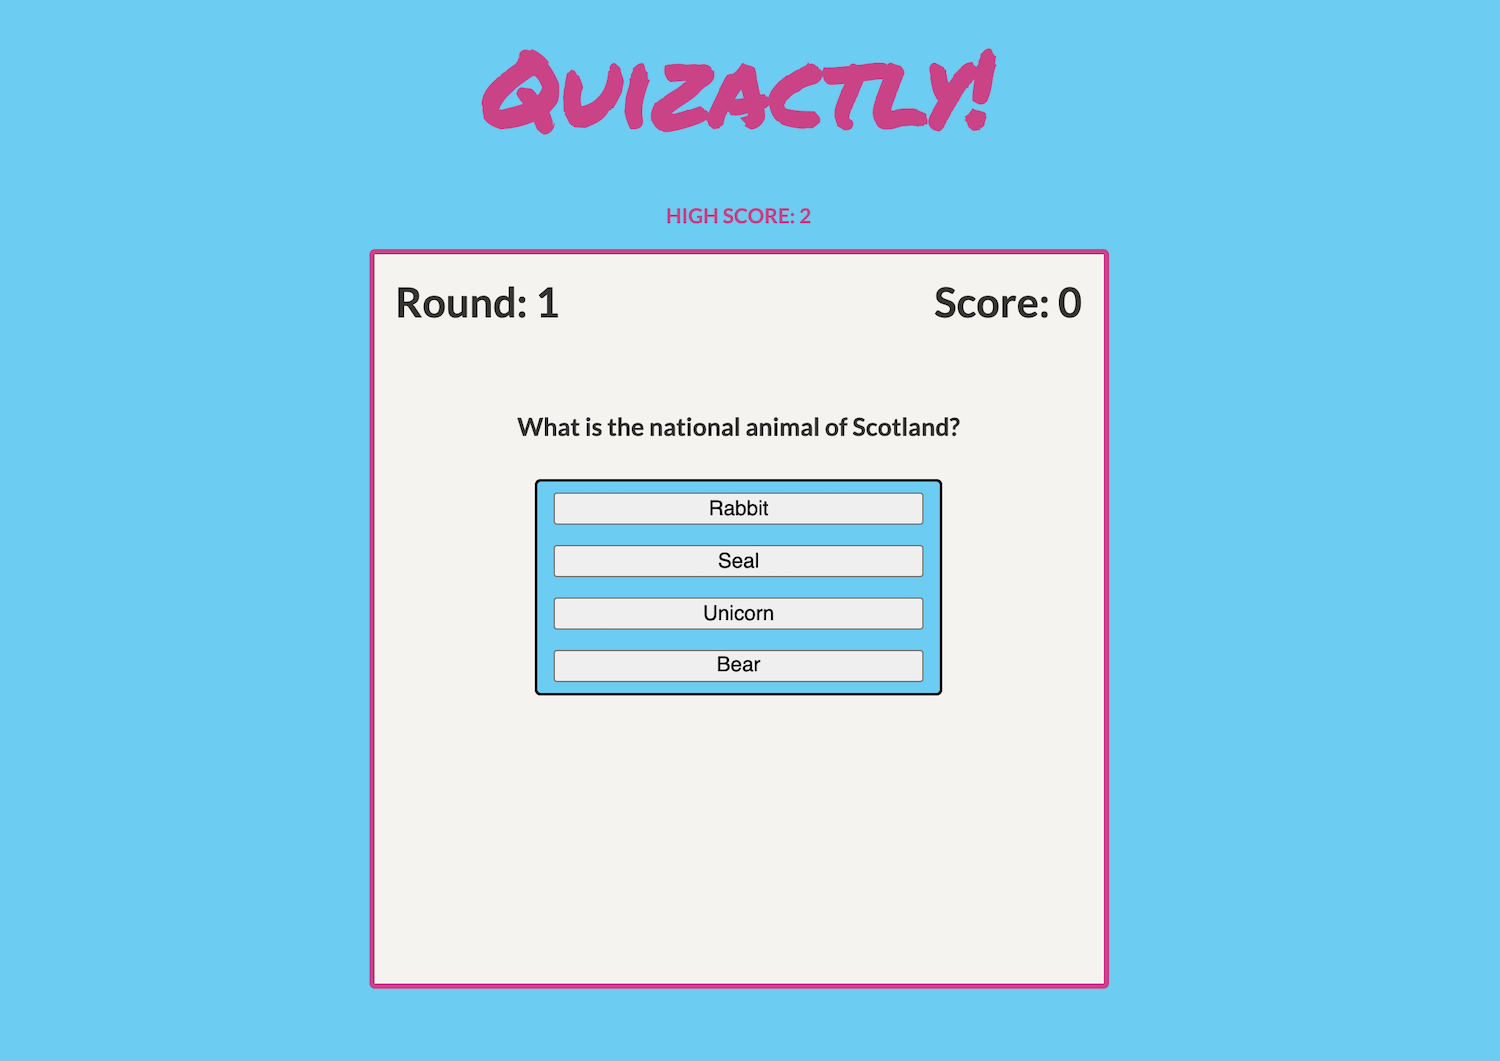 Quizactly!
HIGH SCORE: 2
Round: 1
Score: 0
What is the national animal of Scotland?
Rabbit
Seal
Unicorn
Bear